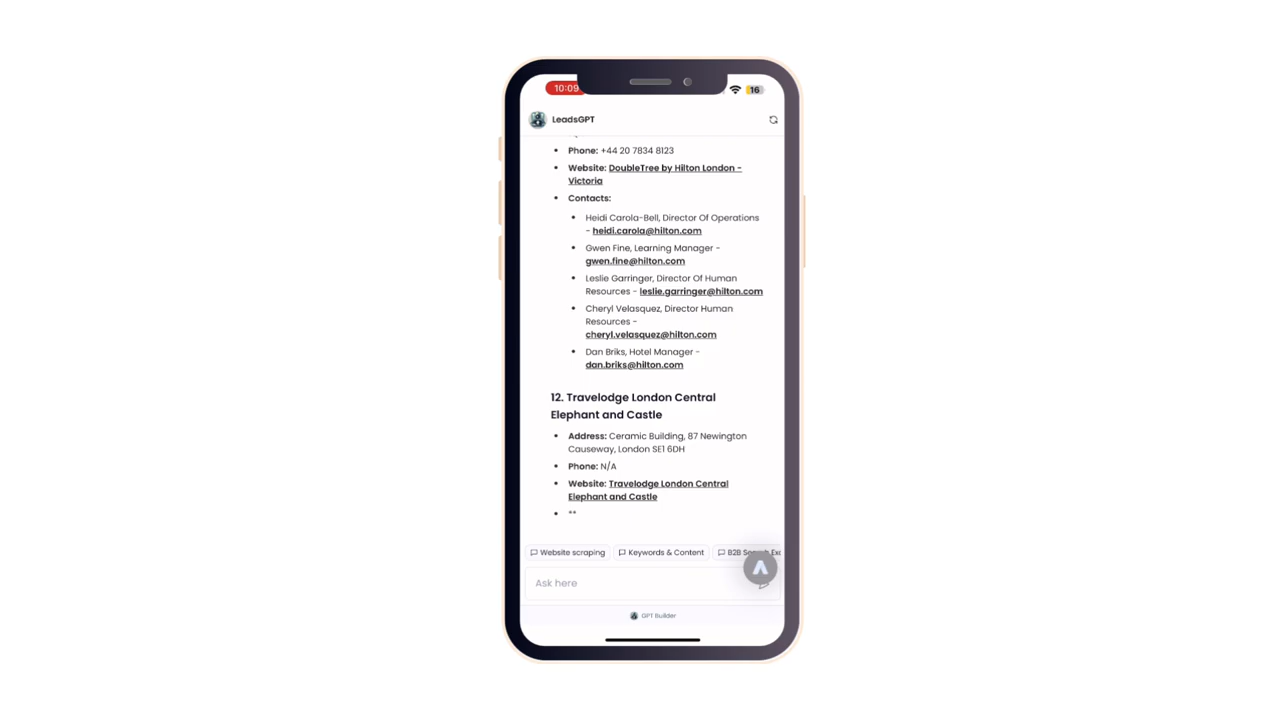 10:09
16
LeadsGPT
• Phone: +44 20 7834 8123
• Website: DoubleTree by Hilton London -
Victoria
• Contacts:
• Heidi Carola-Bell, Director Of Operations
- heidi.carola@hilton.com
• Gwen Fine, Learning Manager -
gwen.fine@hilton.com
• Leslie Garringer, Director Of Human
Resources - leslie.garringer@hilton.com
• Cheryl Velasquez, Director Human
Resources -
cheryl.velasquez@hilton.com
• Dan Briks, Hotel Manager -
dan.briks@hilton.com
12. Travelodge London Central
Elephant and Castle
• Address: Ceramic Building, 87 Newington
Causeway, London SE1 6DH
• Phone: N/A
• Website: Travelodge London Central
Elephant and Castle
• **
Website scraping
Keywords & Content
B2B
Ask here
GPT Builder